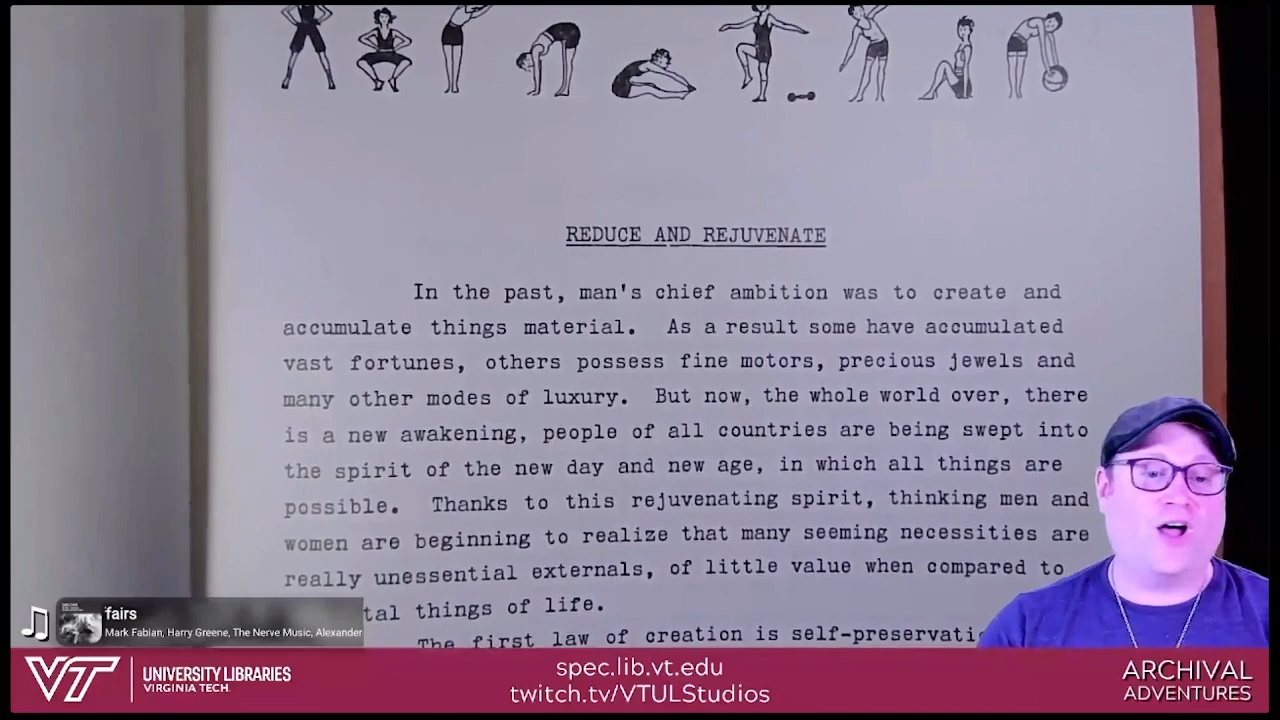 REDUCE AND REJUVENATE
In the past, man's chief ambition was to create and
accumulate things material. As a result some have accumulated
vast fortunes, others possess fine motors, precious jewels and
many other modes of luxury. But now, the whole world over, there
is a new awakening, people of all countries are being swept into
the spirit of the new day and new age, in which all things are
possible. Thanks to this rejuvenating spirit, thinking men and
women are beginning to realize that many seeming necessities are
really unessential externals, of little value when compared to
tal things of life.
The first law of creation is self-preservati
fairs
Mark Fabian, Harry Greene, The Nerve Music, Alexander
VT UNIVERSITY LIBRARIES
VIRGINIA TECH.
spec.lib.vt.edu
twitch.tv/VTULStudios
ARCHIVAL
ADVENTURES